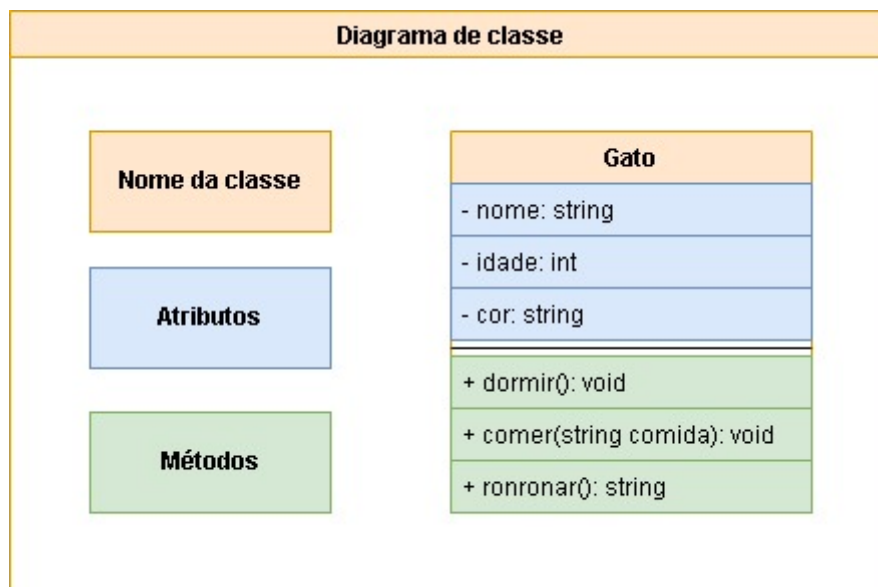 Diagrama de classe
Nome da classe
Atributos
Métodos
Gato
- nome: string
- idade: int
- cor: string
+ dormir(): void
+ comer(string comida): void
+ ronronar(): string